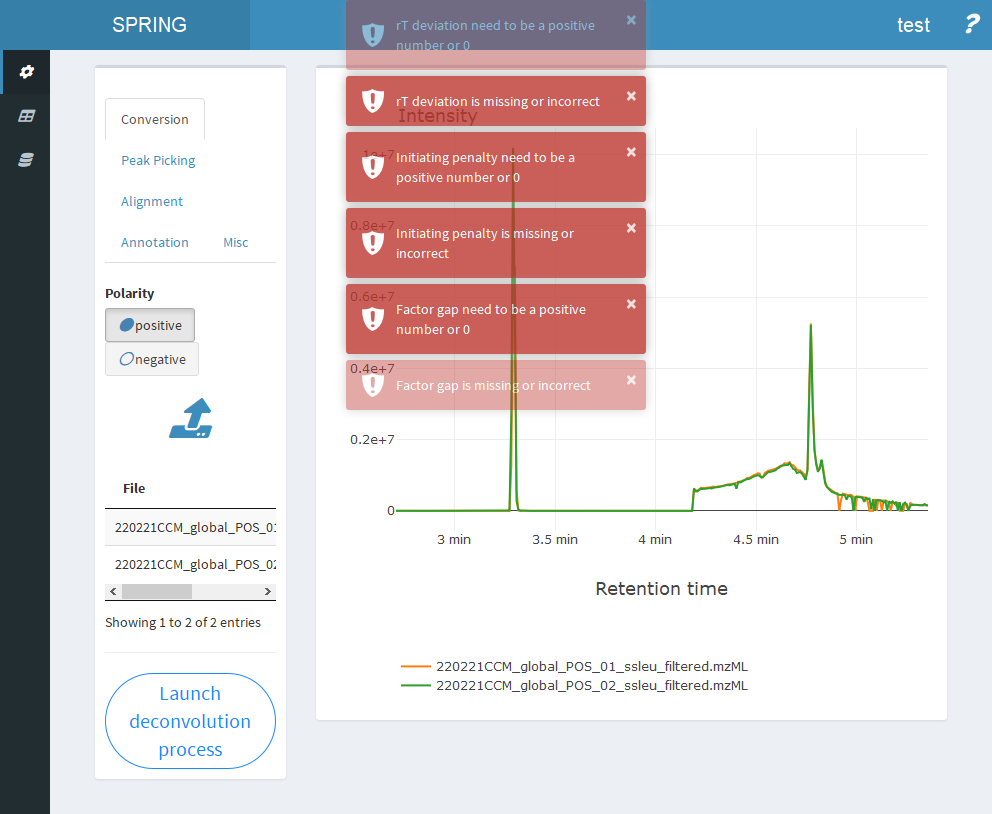 SPRING
test
?
rT deviation need to be a positive
number or 0
×
rT deviation is missing or incorrect
×
Initiating penalty need to be a
positive number or 0
×
Initiating penalty is missing or
incorrect
×
Factor gap need to be a positive
number or 0
×
Factor gap is missing or incorrect
×
Conversion
Peak Picking
Alignment
Annotation
Misc
Polarity
positive
negative
File
220221CCM_global_POS_01
220221CCM_global_POS_02
Showing 1 to 2 of 2 entries
Launch
deconvolution
process
Intensity
1e+7
0.8e+7
0.6e+7
0.4e+7
0.2e+7
0
3 min
3.5 min
4 min
4.5 min
5 min
Retention time
220221CCM_global_POS_01_ssleu_filtered.mzML
220221CCM_global_POS_02_ssleu_filtered.mzML